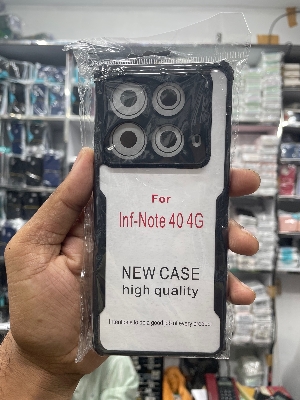 For
Inf-Note 40 4G
NEW CASE
high quality